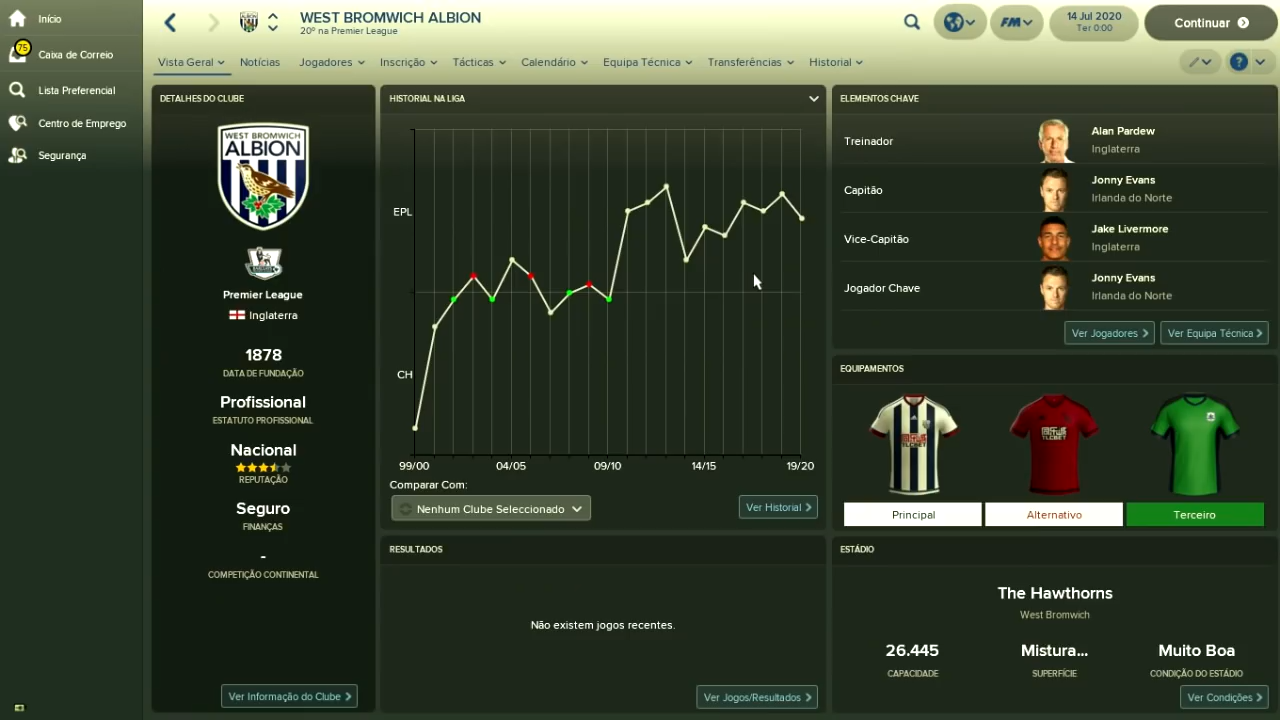 Início
75
Caixa de Correio
Lista Preferencial
Centro de Emprego
Segurança
WEST BROMWICH ALBION
20º na Premier League
FM
14 Jul 2020
Ter 0:00
Continuar
Vista Geral
Notícias
Jogadores
Inscrição
Tácticas
Calendário
Equipa Técnica
Transferências
Historial
?
DETALHES DO CLUBE
WEST BROMWICH
ALBION
Premier League
Inglaterra
1878
DATA DE FUNDAÇÃO
Profissional
ESTATUTO PROFISSIONAL
Nacional
REPUTAÇÃO
Seguro
FINANÇAS
-
COMPETIÇÃO CONTINENTAL
Ver Informação do Clube
HISTORIAL NA LIGA
EPL
CH
99/00
04/05
09/10
14/15
19/20
Comparar Com:
Nenhum Clube Seleccionado
Ver Historial
RESULTADOS
Não existem jogos recentes.
Ver Jogos/Resultados
ELEMENTOS CHAVE
Treinador
Alan Pardew
Inglaterra
Capitão
Jonny Evans
Irlanda do Norte
Vice-Capitão
Jake Livermore
Inglaterra
Jogador Chave
Jonny Evans
Irlanda do Norte
Ver Jogadores
Ver Equipa Técnica
EQUIPAMENTOS
TLCBET
TLCBET
Principal
Alternativo
Terceiro
ESTÁDIO
The Hawthorns
West Bromwich
26.445
CAPACIDADE
Mistura...
SUPERFÍCIE
Muito Boa
CONDIÇÃO DO ESTÁDIO
Ver Condições